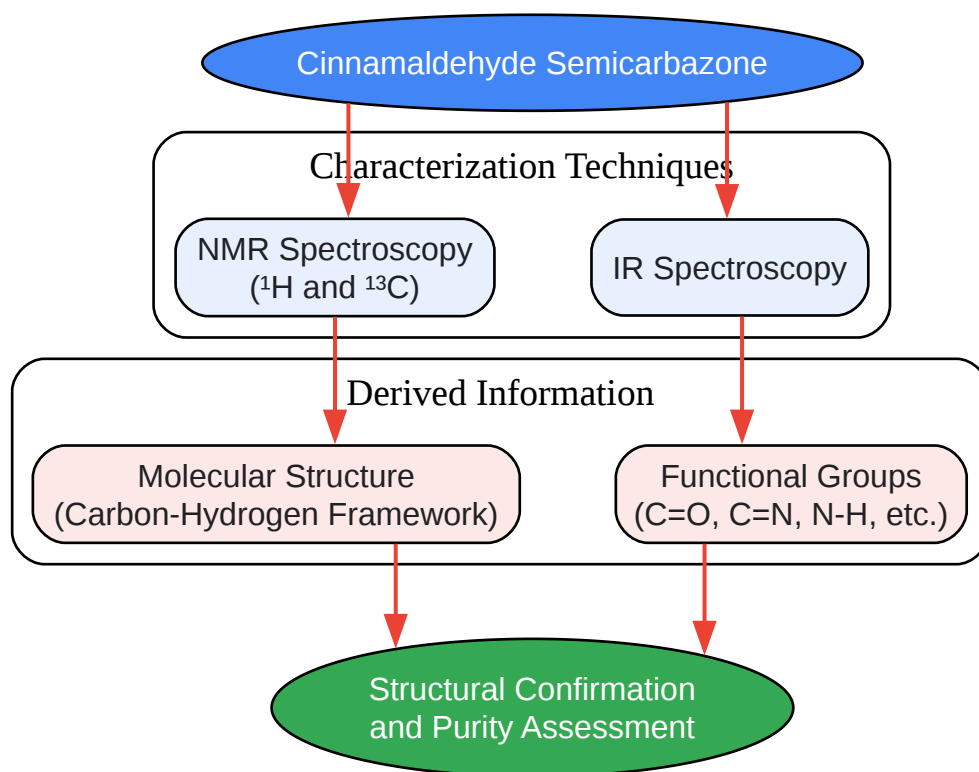 Cinnamaldehyde Semicarbazone
Characterization Techniques
NMR Spectroscopy
(¹H and ¹³C)
IR Spectroscopy
Derived Information
Molecular Structure
(Carbon-Hydrogen Framework)
Functional Groups
(C=O, C=N, N-H, etc.)
Structural Confirmation
and Purity Assessment